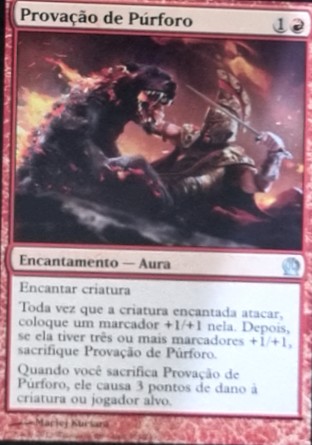 Provação de Púrforo
1
Encantamento — Aura
Encantar criatura
Toda vez que a criatura encantada atacar,
coloque um marcador +1/+1 nela. Depois,
se ela tiver três ou mais marcadores +1/+1,
sacrifique Provação de Púrforo.
Quando você sacrifica Provação de
Púrforo, ele causa 3 pontos de dano à
criatura ou jogador alvo.